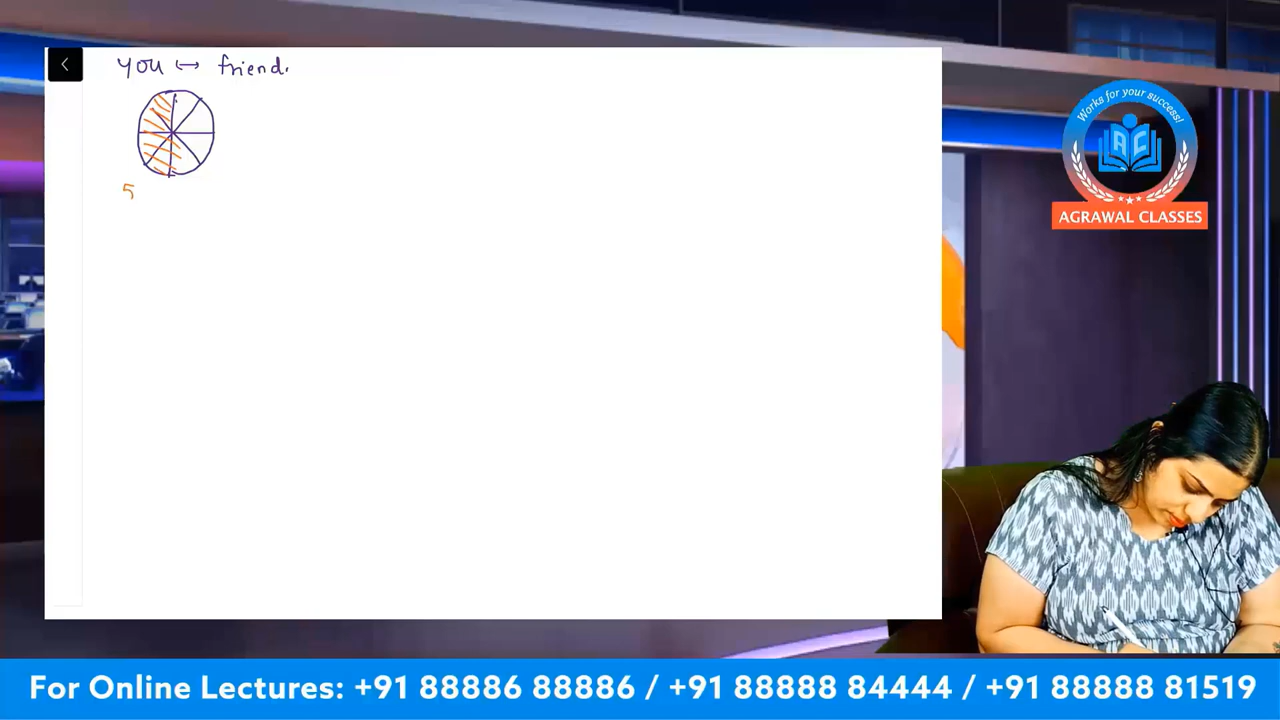 you ↔ friend.
5
Works for your success!
AC
AGRAWAL CLASSES
For Online Lectures: +91 88886 88886 / +91 88888 84444 / +91 88888 81519